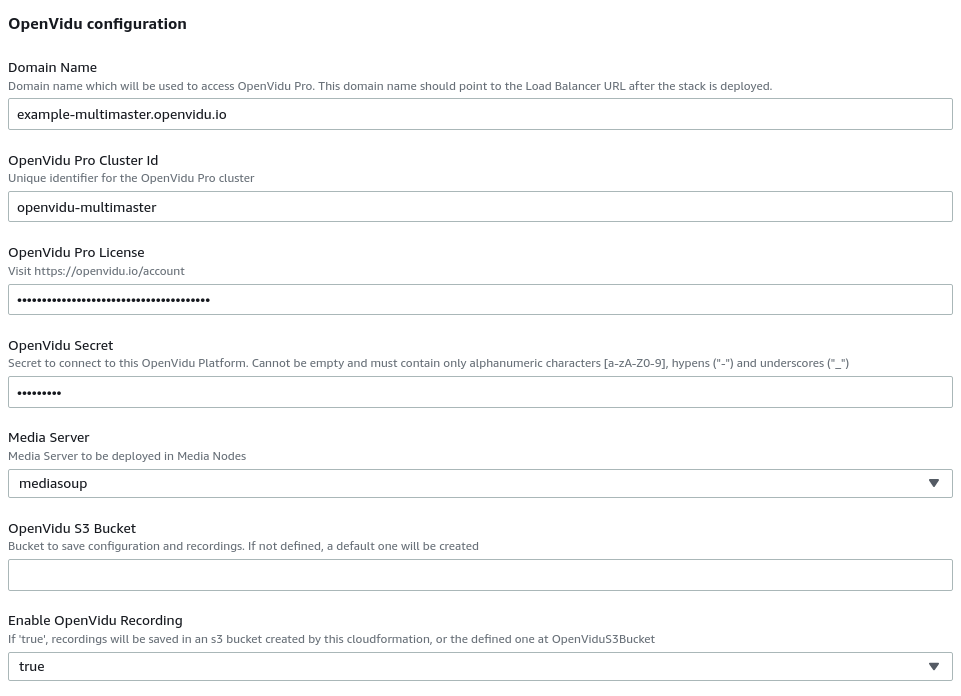 OpenVidu configuration
Domain Name
Domain name which will be used to access OpenVidu Pro. This domain name should point to the Load Balancer URL after the stack is deployed.
example-multimaster.openvidu.io
OpenVidu Pro Cluster Id
Unique identifier for the OpenVidu Pro cluster
openvidu-multimaster
OpenVidu Pro License
Visit https://openvidu.io/account
•••••••••••••••••••••••••••••••••••••••
OpenVidu Secret
Secret to connect to this OpenVidu Platform. Cannot be empty and must contain only alphanumeric characters [a-zA-Z0-9], hypens ("-") and underscores ("_")
•••••••••
Media Server
Media Server to be deployed in Media Nodes
mediasoup
OpenVidu S3 Bucket
Bucket to save configuration and recordings. If not defined, a default one will be created
Enable OpenVidu Recording
If 'true', recordings will be saved in an s3 bucket created by this cloudformation, or the defined one at OpenViduS3Bucket
true